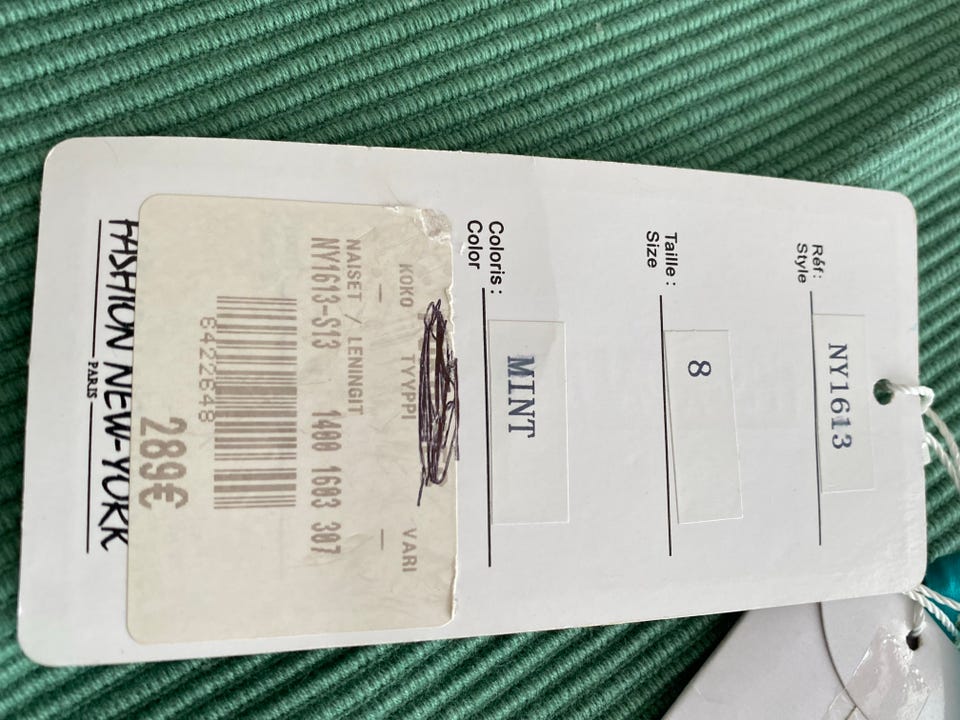 Réf:
Style
NY1613
Taille :
Size
8
Coloris :
Color
MINT
KOKO TYYPPI VARI
— —
NAISET / LENINGIT
NY1613-S13 1400 1603 307
6422648
289€
FASHION NEW-YORK
PARIS